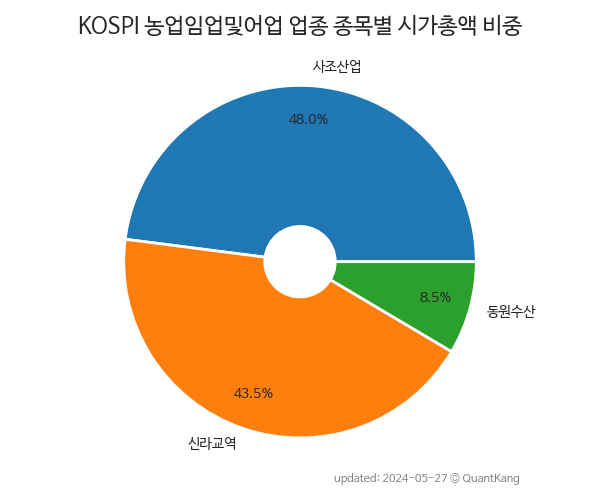 KOSPI 농업임업및어업 업종 종목별 시가총액 비중
사조산업
48.0%
8.5%
동원수산
43.5%
신라교역
updated: 2024-05-27 © QuantKang